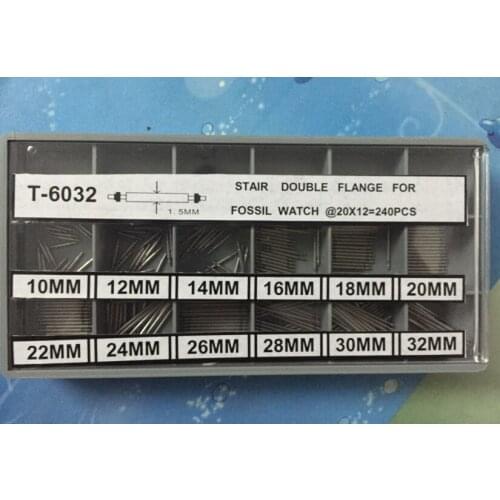 T-6032
1.5MM
STAIR DOUBLE FLANGE FOR
FOSSIL WATCH @20X12=240PCS
10MM 12MM 14MM 16MM 18MM 20MM
22MM 24MM 26MM 28MM 30MM 32MM